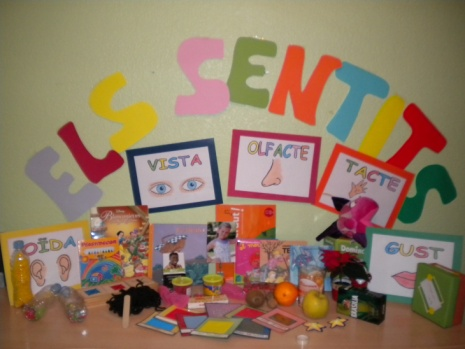 ELS SENTITS
VISTA
OLFACTE
TACTE
OÏDA
GUST